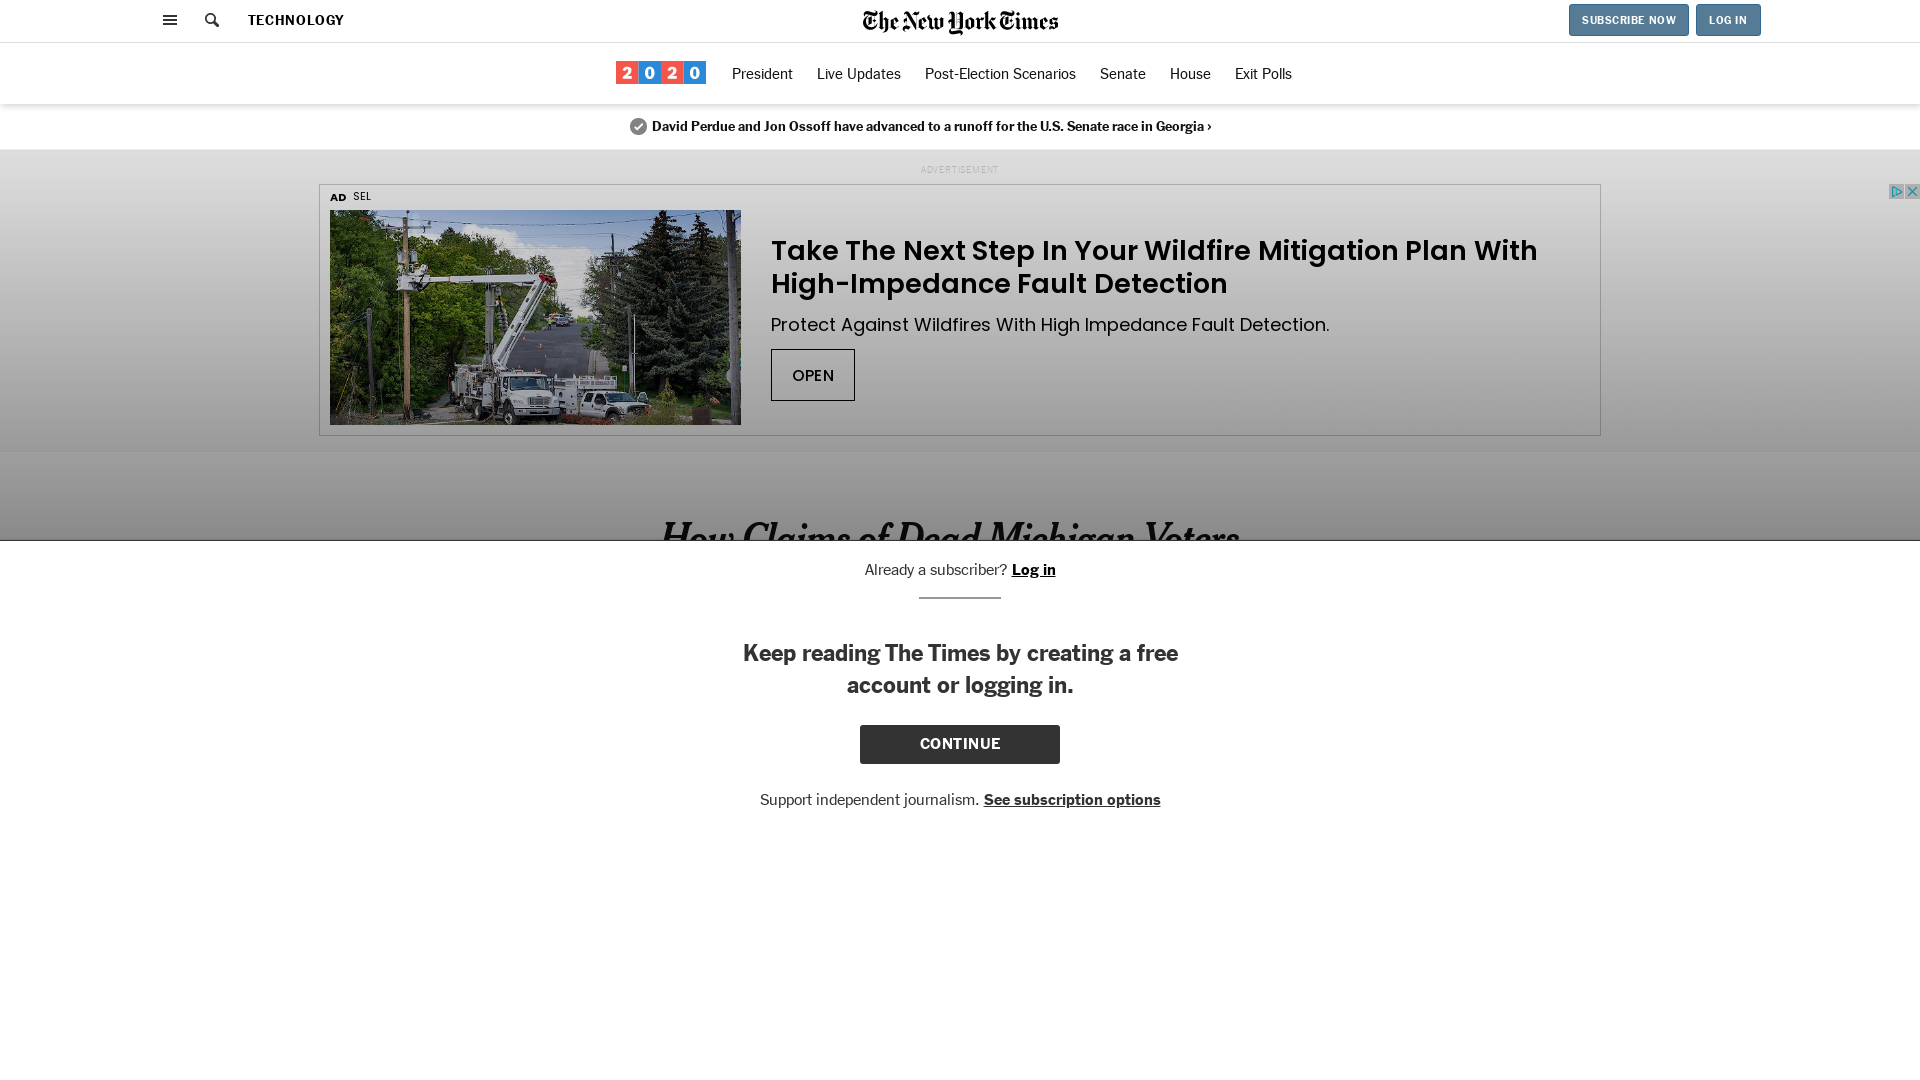 TECHNOLOGY
The New York Times
SUBSCRIBE NOW
LOG IN
2020
President
Live Updates
Post-Election Scenarios
Senate
House
Exit Polls
David Perdue and Jon Ossoff have advanced to a runoff for the U.S. Senate race in Georgia ›
ADVERTISEMENT
AD SEL
Take The Next Step In Your Wildfire Mitigation Plan With
High-Impedance Fault Detection
Protect Against Wildfires With High Impedance Fault Detection.
OPEN
How Claims of Dead Michigan Voters
Already a subscriber? Log in
Keep reading The Times by creating a free
account or logging in.
CONTINUE
Support independent journalism. See subscription options